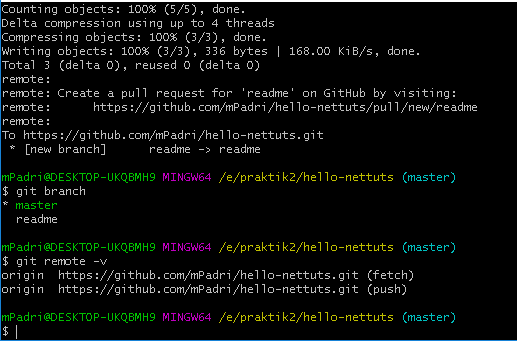 Counting objects: 100% (5/5), done.
Delta compression using up to 4 threads
Compressing objects: 100% (3/3), done.
Writing objects: 100% (3/3), 336 bytes | 168.00 KiB/s, done.
Total 3 (delta 0), reused 0 (delta 0)
remote:
remote: Create a pull request for 'readme' on GitHub by visiting:
remote:      https://github.com/mPadri/hello-nettuts/pull/new/readme
remote:
To https://github.com/mPadri/hello-nettuts.git
 * [new branch]      readme -> readme
mPadri@DESKTOP-UKQBMH9 MINGW64 /e/praktik2/hello-nettuts (master)
$ git branch
* master
  readme
mPadri@DESKTOP-UKQBMH9 MINGW64 /e/praktik2/hello-nettuts (master)
$ git remote -v
origin  https://github.com/mPadri/hello-nettuts.git (fetch)
origin  https://github.com/mPadri/hello-nettuts.git (push)
mPadri@DESKTOP-UKQBMH9 MINGW64 /e/praktik2/hello-nettuts (master)
$